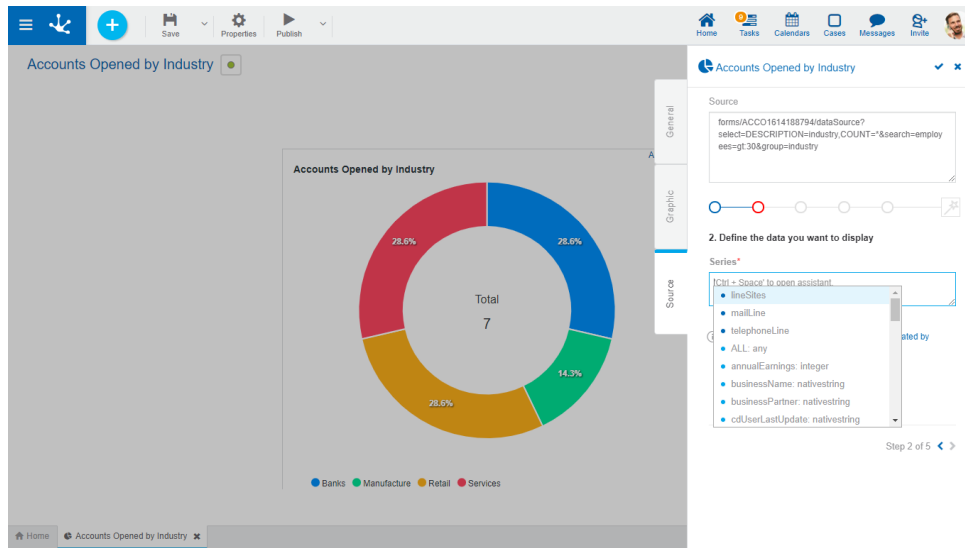 Save
Properties
Publish
Home
9
Tasks
Calendars
Cases
Messages
Invite
Accounts Opened by Industry
General
Graphic
Source
A
Accounts Opened by Industry
28.6%
28.6%
14.3%
28.6%
Total
7
Banks
Manufacture
Retail
Services
Accounts Opened by Industry
Source
forms/ACCO1614188794/dataSource?
select=DESCRIPTION=industry,COUNT=*&search=employ
ees=gt:30&group=industry
2. Define the data you want to display
Series*
'Ctrl + Space' to open assistant.
lineSites
mailLine
telephoneLine
ated by
ALL: any
annualEarnings: integer
businessName: nativestring
businessPartner: nativestring
cdUserLastUpdate: nativestring
Step 2 of 5
Home
Accounts Opened by Industry